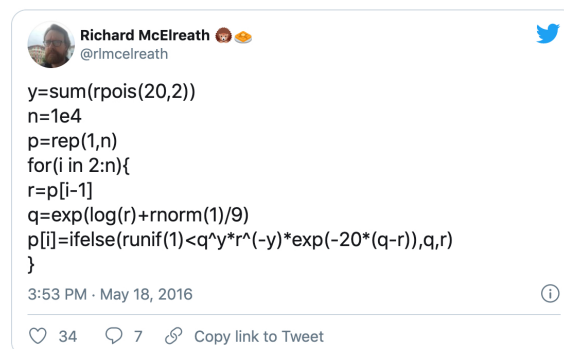 Richard McElreath 🦔🥧
@rlmcelreath
y=sum(rpois(20,2))
n=1e4
p=rep(1,n)
for(i in 2:n){
r=p[i-1]
q=exp(log(r)+rnorm(1)/9)
p[i]=ifelse(runif(1)<q^y*r^(-y)*exp(-20*(q-r)),q,r)
}
3:53 PM · May 18, 2016
34 7 Copy link to Tweet